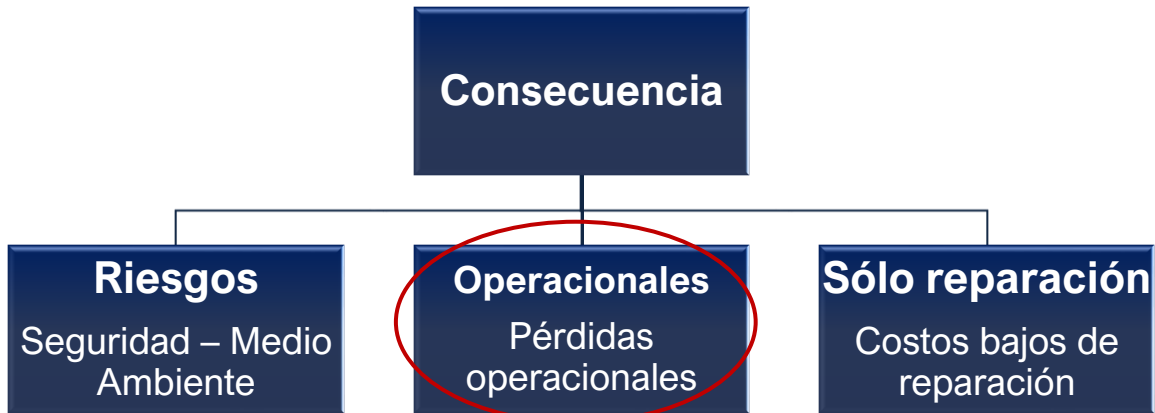 Consecuencia
Riesgos
Seguridad – Medio
Ambiente
Operacionales
Pérdidas
operacionales
Sólo reparación
Costos bajos de
reparación